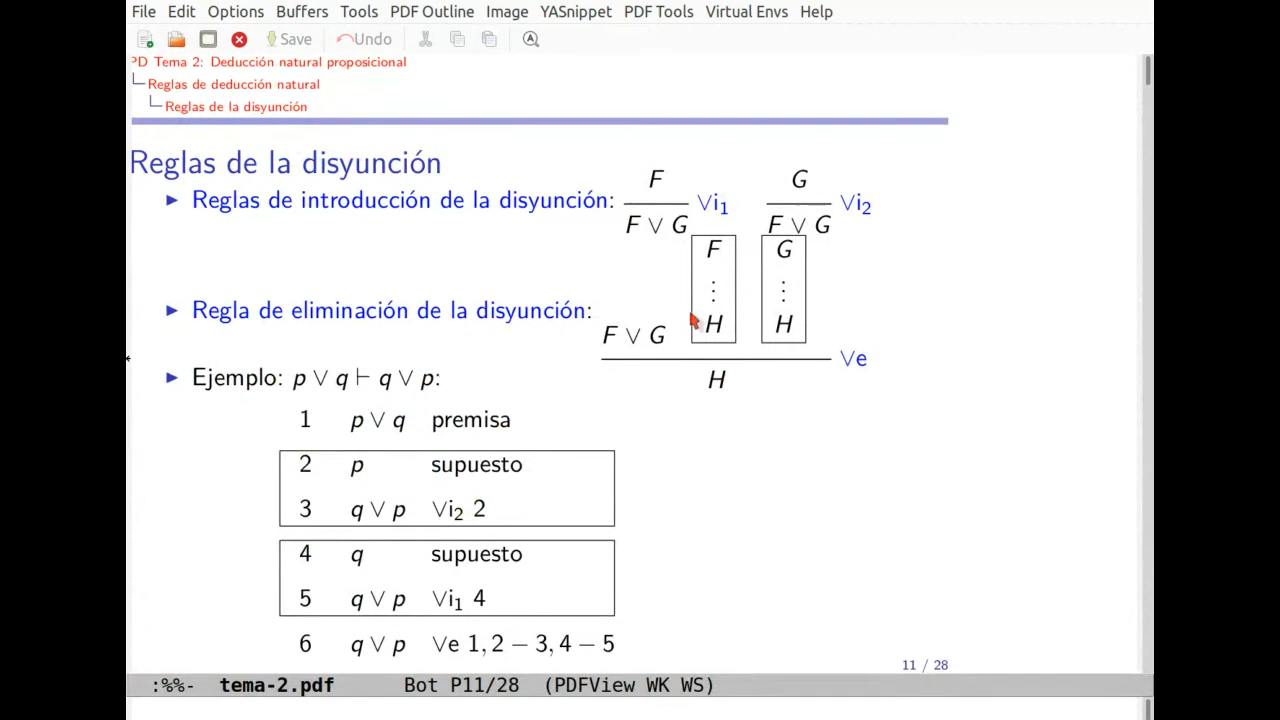 File Edit Options Buffers Tools PDF Outline Image YASnippet PDF Tools Virtual Envs Help
Save Undo
PD Tema 2: Deducción natural proposicional
Reglas de deducción natural
Reglas de la disyunción
Reglas de la disyunción
▶ Reglas de introducción de la disyunción:
F
F ∨ G
∨i₁
G
F ∨ G
∨i₂
▶ Regla de eliminación de la disyunción:
F ∨ G
F
⋮
H
G
⋮
H
H
∨e
▶ Ejemplo: p ∨ q ⊢ q ∨ p:
1 p ∨ q premisa
2 p supuesto
3 q ∨ p ∨i₂ 2
4 q supuesto
5 q ∨ p ∨i₁ 4
6 q ∨ p ∨e 1, 2 − 3, 4 − 5
11 / 28
:%%- tema-2.pdf Bot P11/28 (PDFView WK WS)